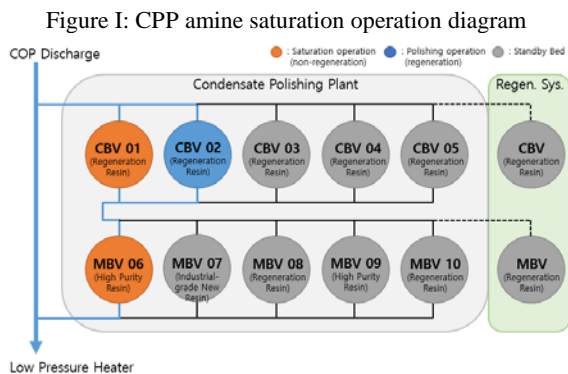 Figure I: CPP amine saturation operation diagram
COP Discharge
: Saturation operation
(non-regeneration)
: Polishing operation
(regeneration)
: Standby Bed
Condensate Polishing Plant
Regen. Sys.
CBV 01
(Regeneration
Resin)
CBV 02
(Regeneration
Resin)
CBV 03
(Regeneration
Resin)
CBV 04
(Regeneration
Resin)
CBV 05
(Regeneration
Resin)
CBV
(Regeneration
Resin)
MBV 06
(High Purity
Resin)
MBV 07
(Industrial-
grade New
Resin)
MBV 08
(Regeneration
Resin)
MBV 09
(High Purity
Resin)
MBV 10
(Regeneration
Resin)
MBV
(Regeneration
Resin)
Low Pressure Heater